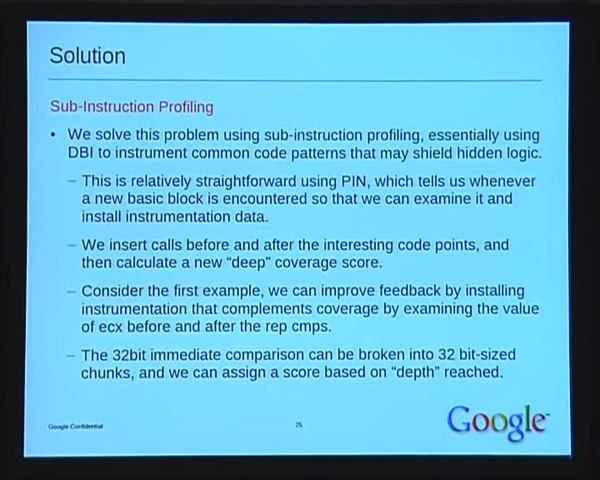 Solution
Sub-Instruction Profiling
• We solve this problem using sub-instruction profiling, essentially using
DBI to instrument common code patterns that may shield hidden logic.
– This is relatively straightforward using PIN, which tells us whenever
a new basic block is encountered so that we can examine it and
install instrumentation data.
– We insert calls before and after the interesting code points, and
then calculate a new “deep” coverage score.
– Consider the first example, we can improve feedback by installing
instrumentation that complements coverage by examining the value
of ecx before and after the rep cmps.
– The 32bit immediate comparison can be broken into 32 bit-sized
chunks, and we can assign a score based on “depth” reached.
Google Confidential
25
Google